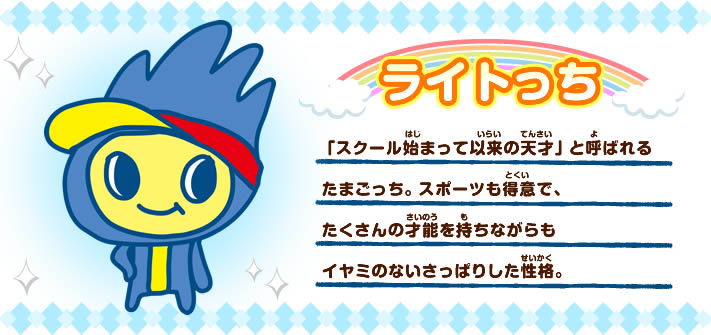 ライトっち
「スクール始まって以来の天才」と呼ばれる
たまごっち。スポーツも得意で、
たくさんの才能を持ちながらも
イヤミのないさっぱりした性格。